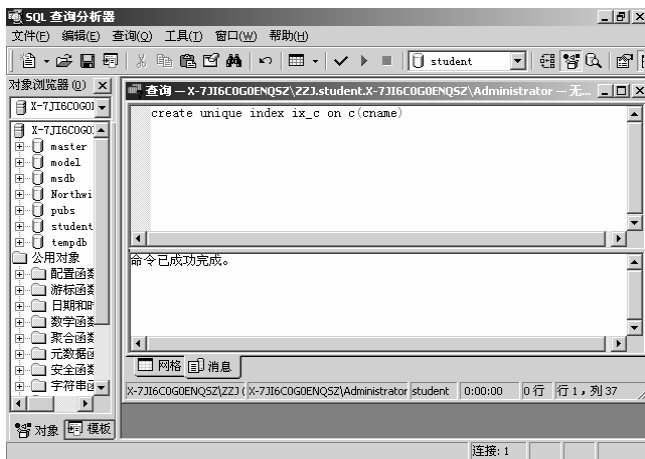 SQL 查询分析器
文件(F) 编辑(E) 查询(Q) 工具(T) 窗口(W) 帮助(H)
student
对象浏览器(O)
X-7JI6C0G0
X-7JI6C0G0
master
model
msdb
Northwi
pubs
student
tempdb
公用对象
配置函数
游标函数
日期和时
数学函数
聚合函数
元数据函
安全函数
字符串函
对象 模板
查询 — X-7JI6C0G0ENQSZ\ZZJ.student.X-7JI6C0G0ENQSZ\Administrator — 无...
create unique index ix_c on c(cname)
命令已成功完成。
网格 消息
X-7JI6C0G0ENQSZ\ZZJ ( X-7JI6C0G0ENQSZ\Administrator student 0:00:00 0 行 行 1，列 37
连接: 1